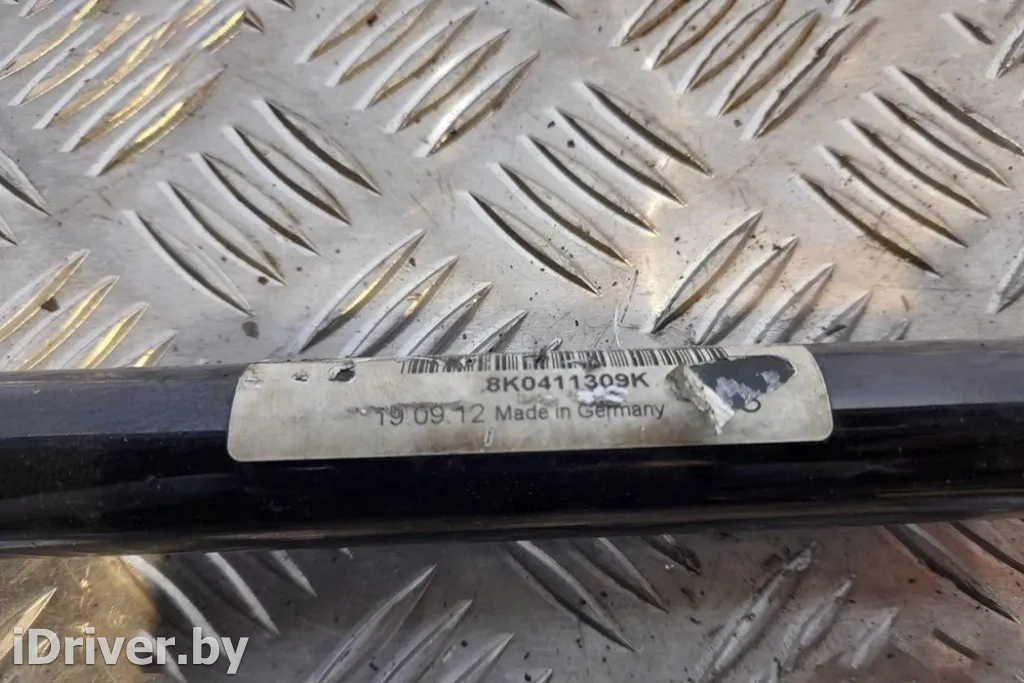 8K0411309K
19.09.12 Made in Germany
iDriver.by